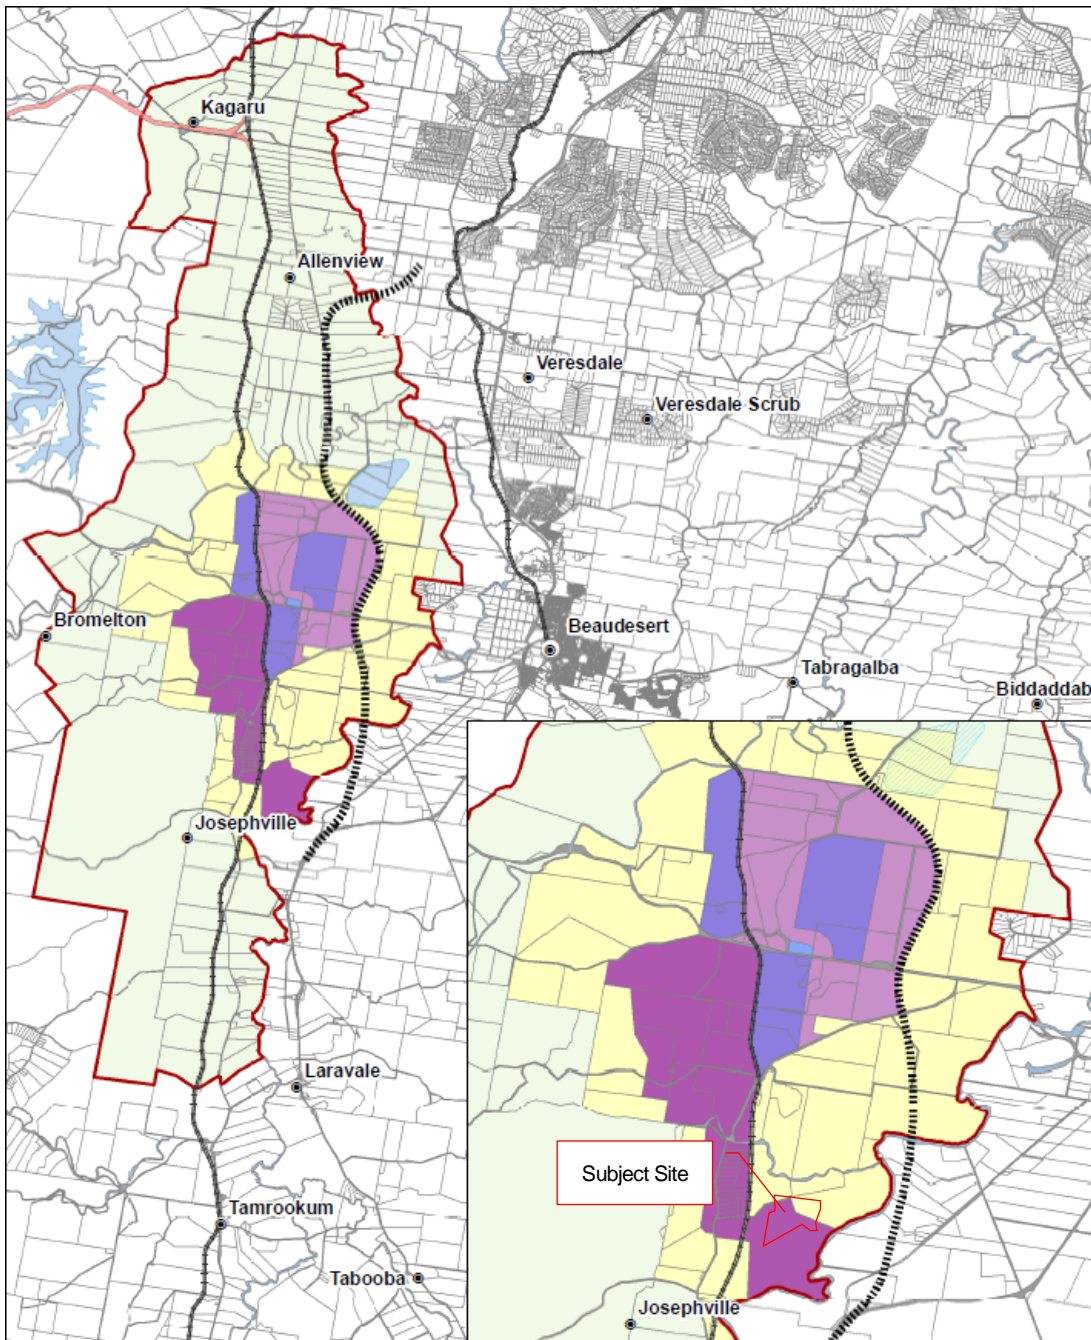 Kagaru
Allenview
Veresdale
Veresdale Scrub
Bromelton
Beaudesert
Tabragalba
Biddaddab
Josephville
Laravale
Subject Site
Tamrookum
Tabooba
Josephville